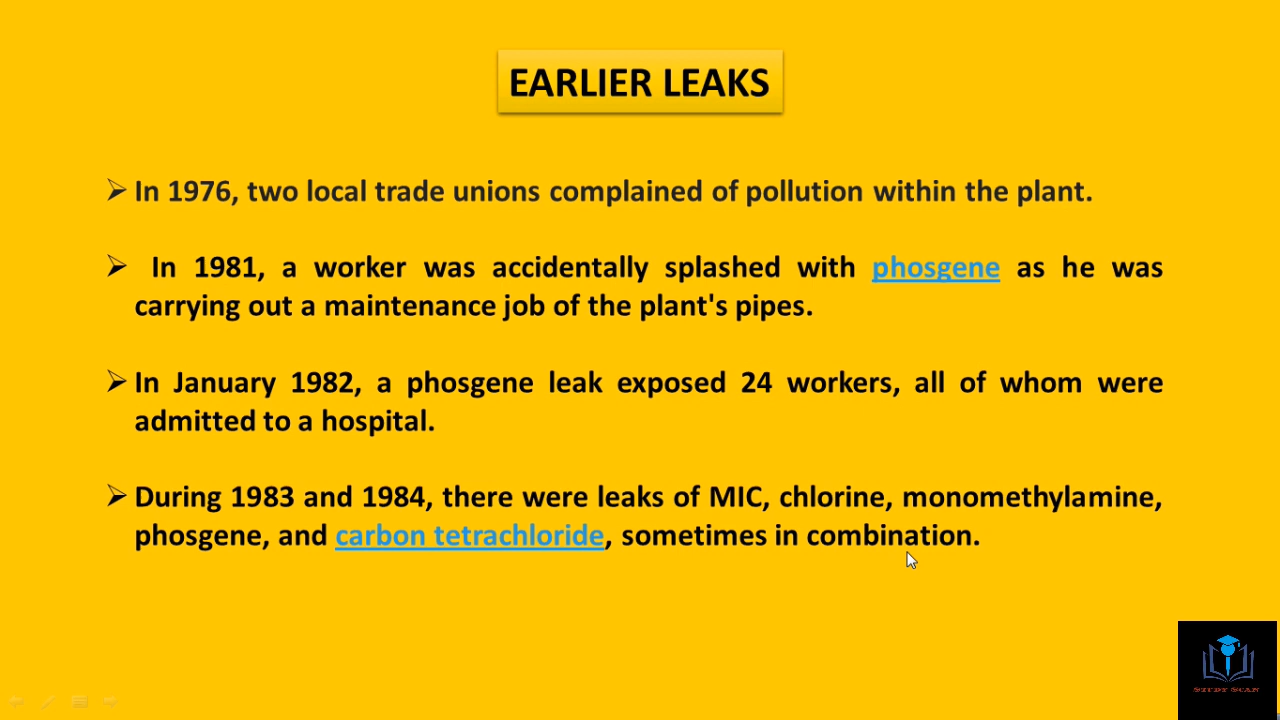 EARLIER LEAKS
➢ In 1976, two local trade unions complained of pollution within the plant.
➢ In 1981, a worker was accidentally splashed with phosgene as he was
carrying out a maintenance job of the plant's pipes.
➢ In January 1982, a phosgene leak exposed 24 workers, all of whom were
admitted to a hospital.
➢ During 1983 and 1984, there were leaks of MIC, chlorine, monomethylamine,
phosgene, and carbon tetrachloride, sometimes in combination.
STUDY SCAN